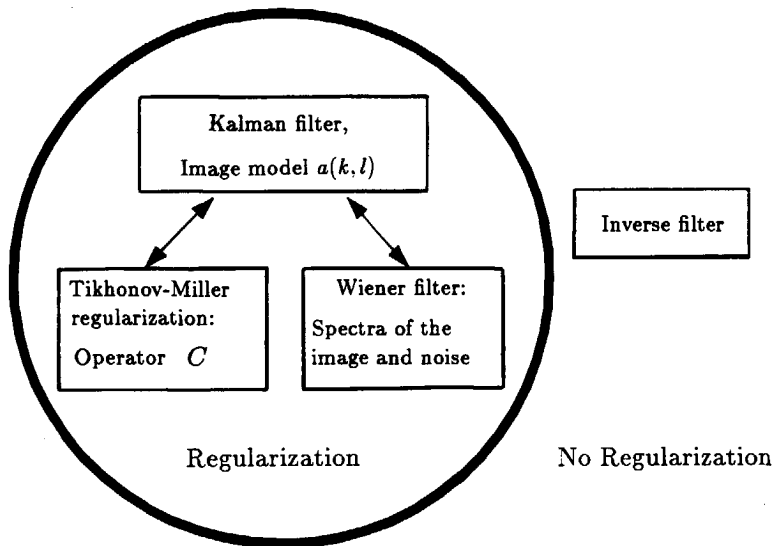 Kalman filter,
Image model a(k,l)
Inverse filter
Tikhonov-Miller
regularization:
Operator C
Wiener filter:
Spectra of the
image and noise
Regularization
No Regularization